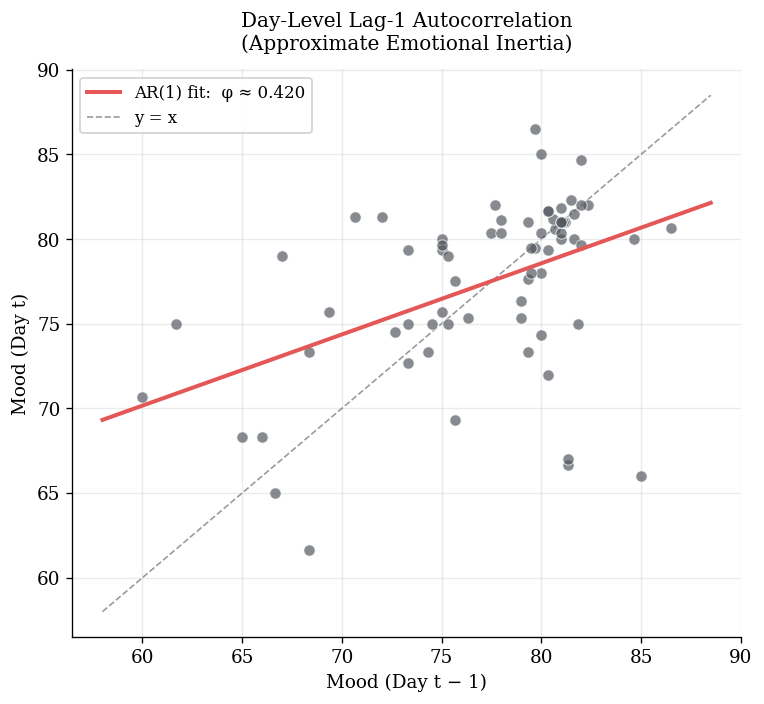 Day-Level Lag-1 Autocorrelation
(Approximate Emotional Inertia)
AR(1) fit:  φ ≈ 0.420
y = x
90
85
80
75
70
65
60
Mood (Day t)
60 65 70 75 80 85 90
Mood (Day t − 1)